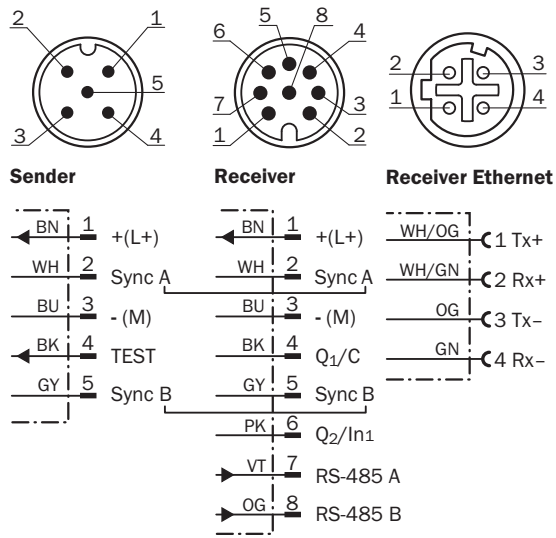 2 1
5
3 4
5 8
6 4
7 3
1 2
2 3
1 4
Sender
BN 1 +(L+)
WH 2 Sync A
BU 3 - (M)
BK 4 TEST
GY 5 Sync B
Receiver
BN 1 +(L+)
WH 2 Sync A
BU 3 - (M)
BK 4 Q1/C
GY 5 Sync B
PK 6 Q2/In1
VT 7 RS-485 A
OG 8 RS-485 B
Receiver Ethernet
WH/OG 1 Tx+
WH/GN 2 Rx+
OG 3 Tx–
GN 4 Rx–